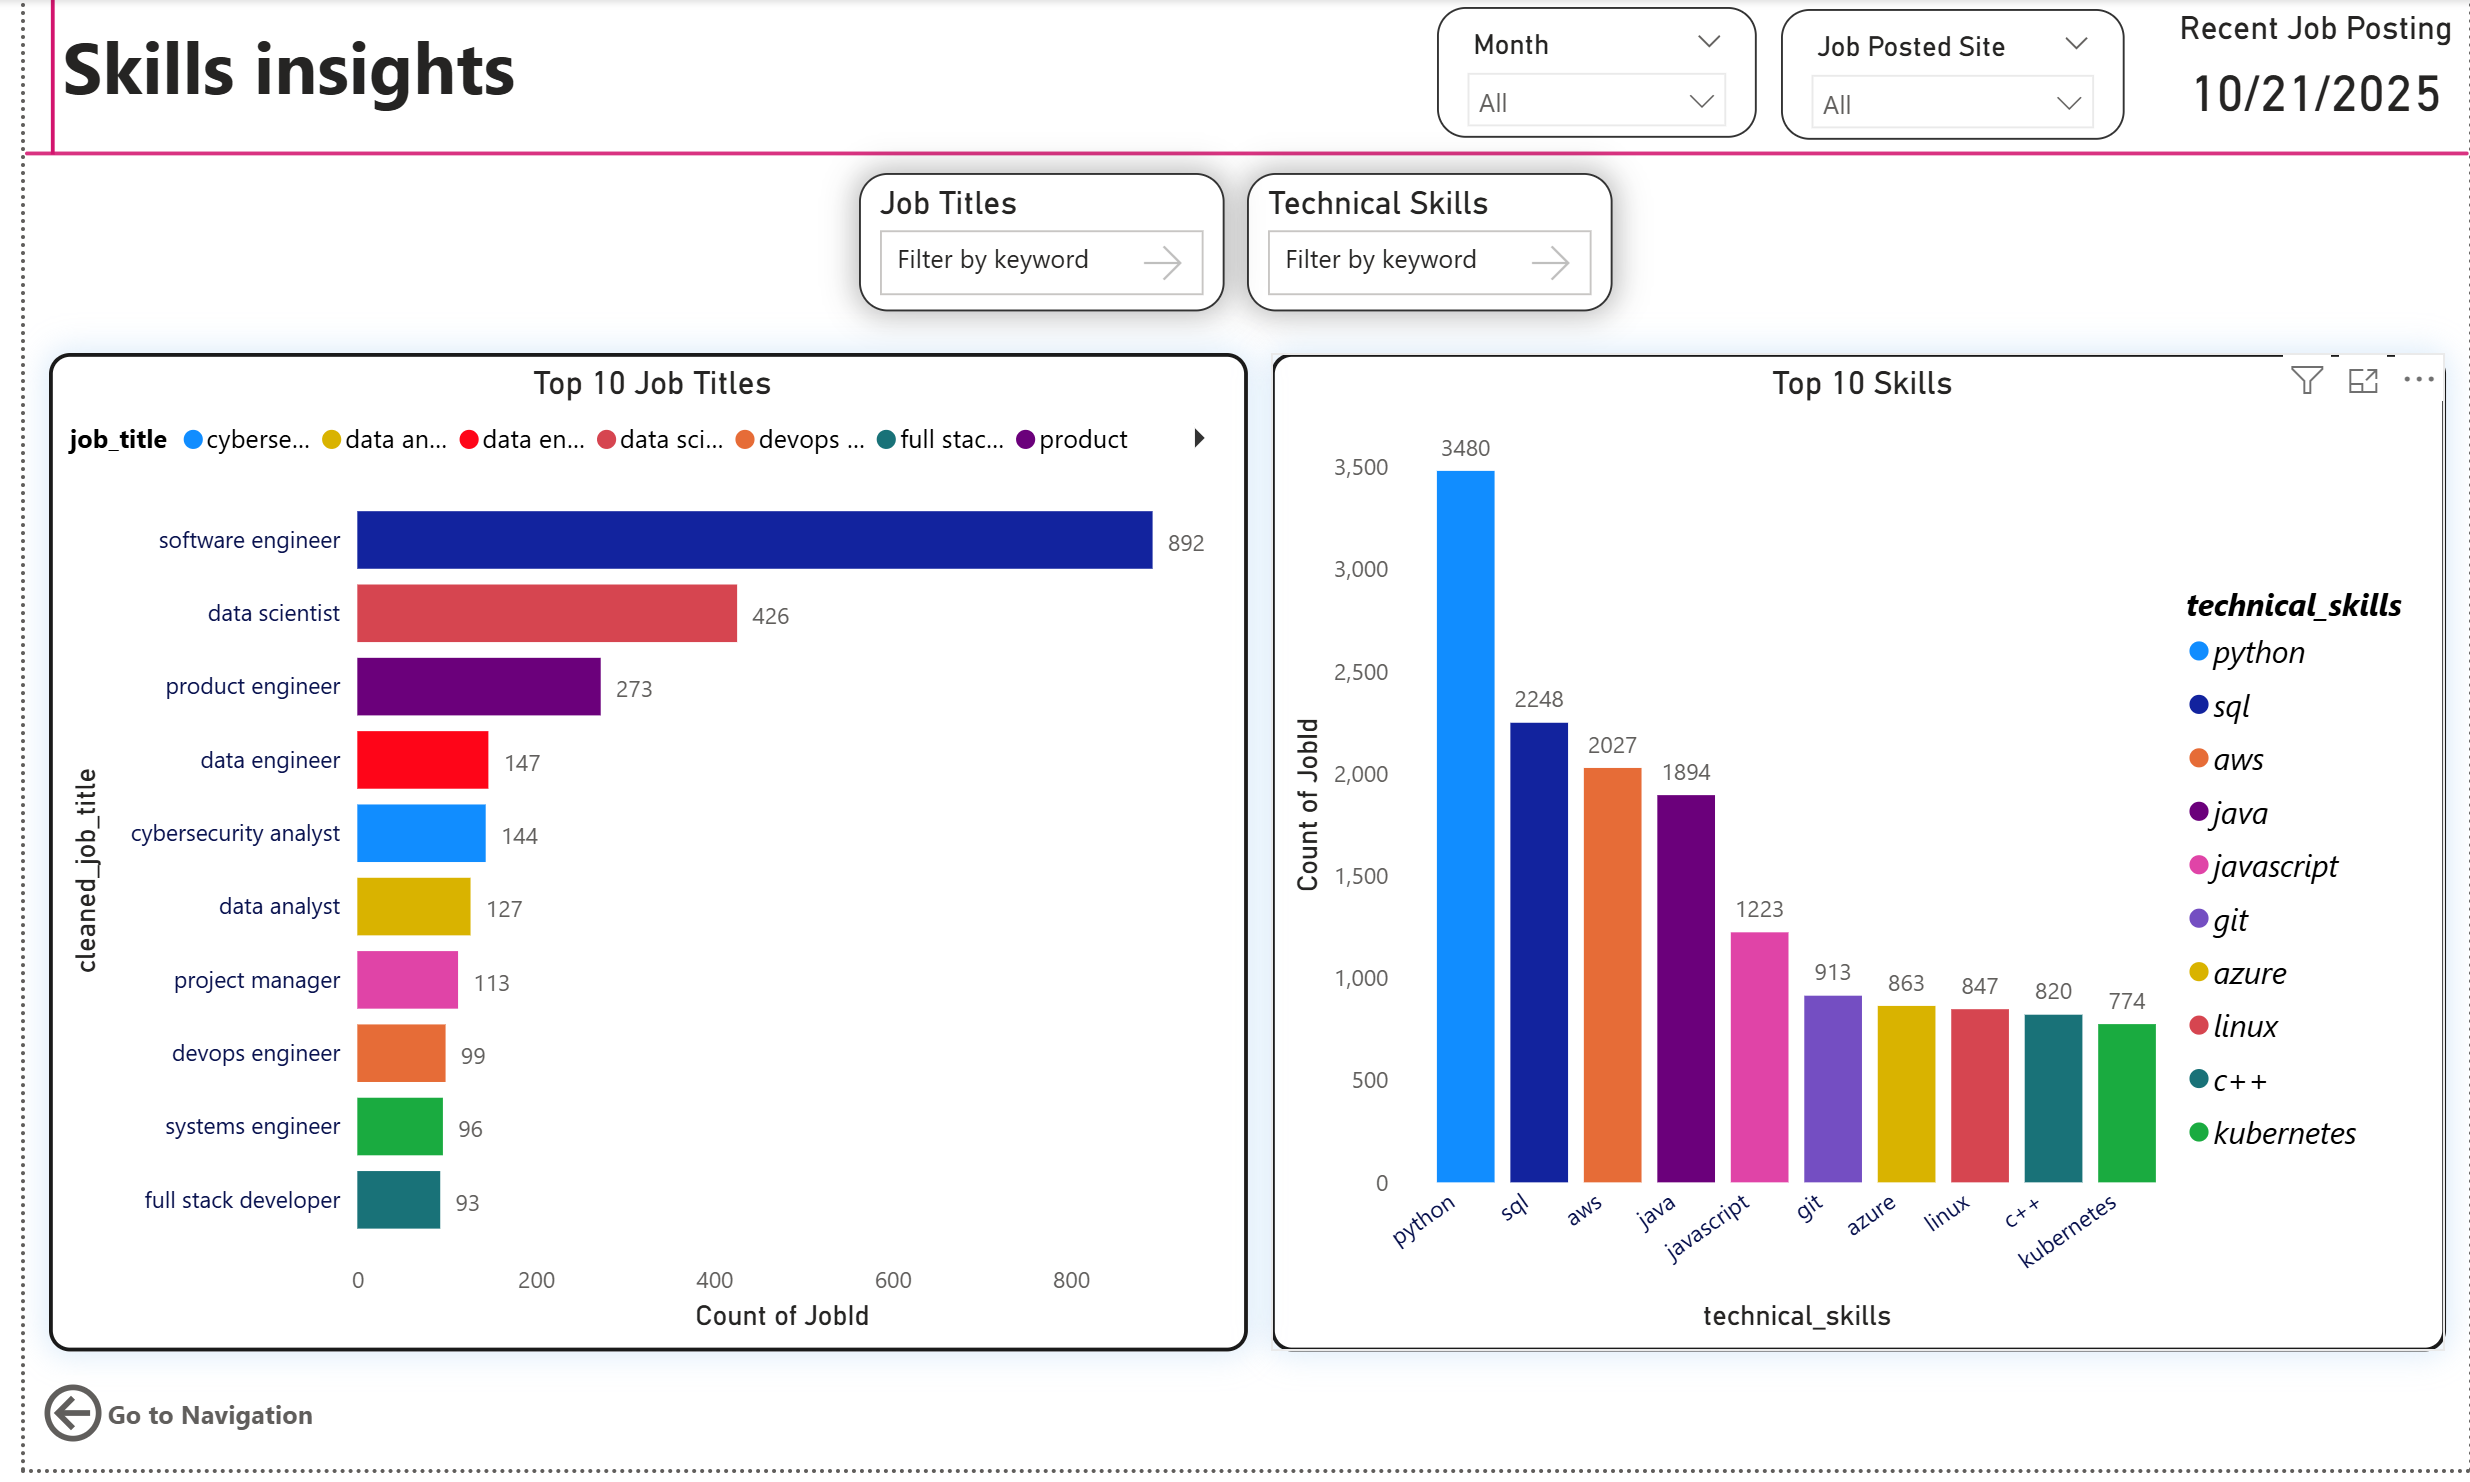 Skills insights
Month
All
Job Posted Site
All
Recent Job Posting
10/21/2025
Job Titles
Filter by keyword
Technical Skills
Filter by keyword
Top 10 Job Titles
job_title cyberse... data an... data en... data sci... devops ... full stac... product
cleaned_job_title
software engineer 892
data scientist 426
product engineer 273
data engineer 147
cybersecurity analyst 144
data analyst 127
project manager 113
devops engineer 99
systems engineer 96
full stack developer 93
0 200 400 600 800
Count of JobId
Top 10 Skills
Count of JobId
3,500
3,000
2,500
2,000
1,500
1,000
500
0
3480 2248 2027 1894 1223 913 863 847 820 774
python sql aws java javascript git azure linux c++ kubernetes
technical_skills
technical_skills
python
sql
aws
java
javascript
git
azure
linux
c++
kubernetes
Go to Navigation